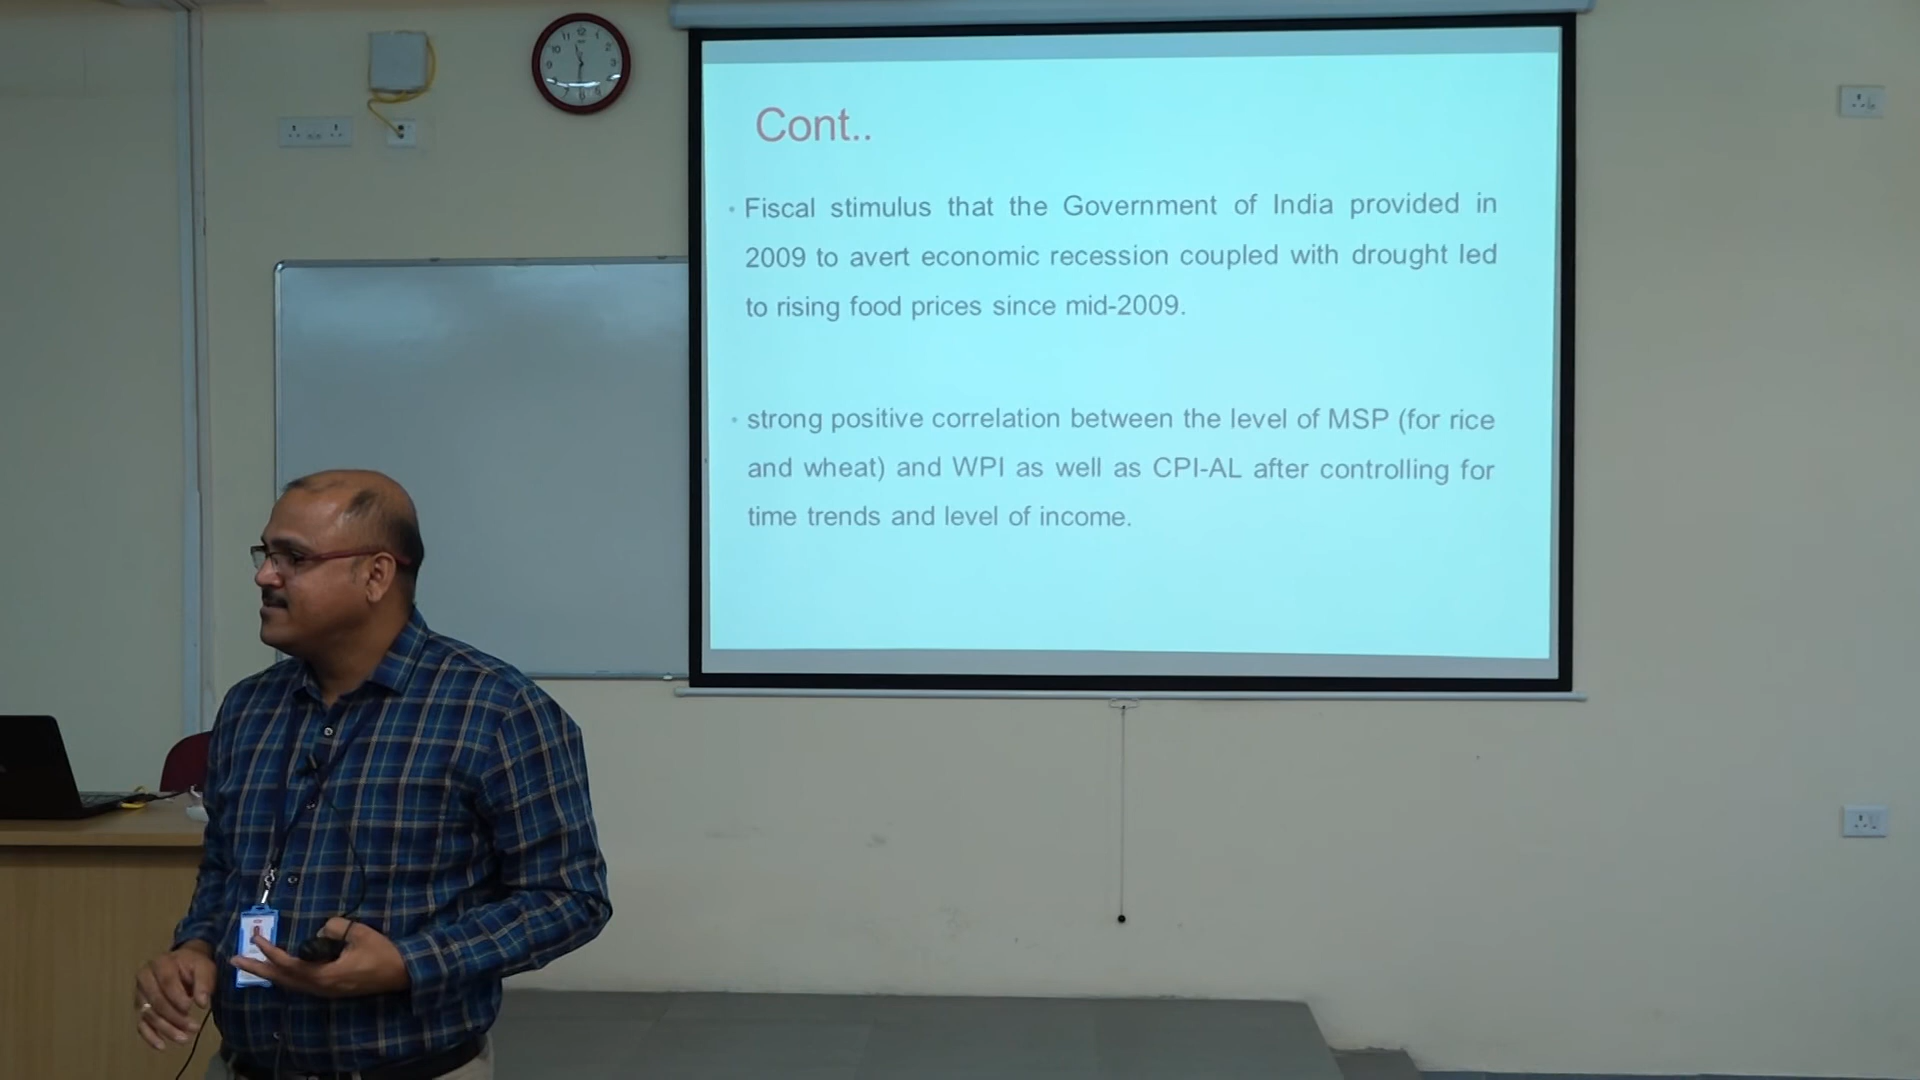 Cont..
• Fiscal stimulus that the Government of India provided in
2009 to avert economic recession coupled with drought led
to rising food prices since mid-2009.
• strong positive correlation between the level of MSP (for rice
and wheat) and WPI as well as CPI-AL after controlling for
time trends and level of income.